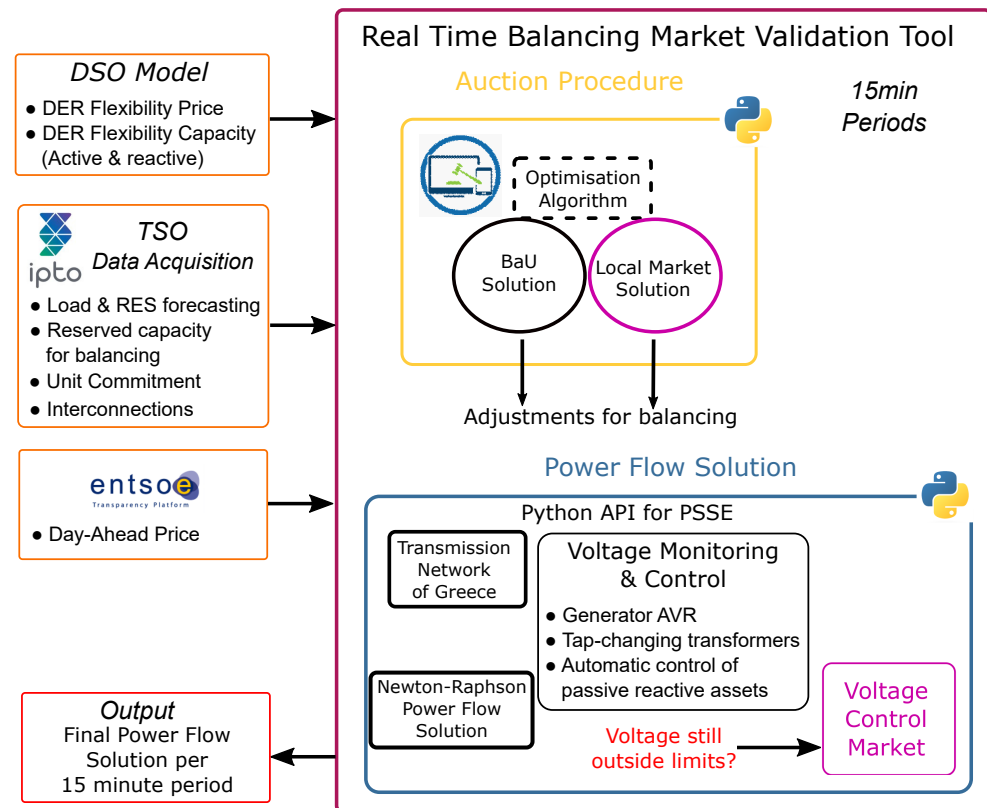 Real Time Balancing Market Validation Tool
DSO Model
● DER Flexibility Price
● DER Flexibility Capacity
(Active & reactive)
ipto
TSO
Data Acquisition
● Load & RES forecasting
● Reserved capacity
for balancing
● Unit Commitment
● Interconnections
entsoe
Transparency Platform
● Day-Ahead Price
Output
Final Power Flow
Solution per
15 minute period
Auction Procedure
15min
Periods
Optimisation
Algorithm
BaU
Solution
Local Market
Solution
Adjustments for balancing
Power Flow Solution
Python API for PSSE
Transmission
Network
of Greece
Newton-Raphson
Power Flow
Solution
Voltage Monitoring
& Control
● Generator AVR
● Tap-changing transformers
● Automatic control of
passive reactive assets
Voltage still
outside limits?
Voltage
Control
Market